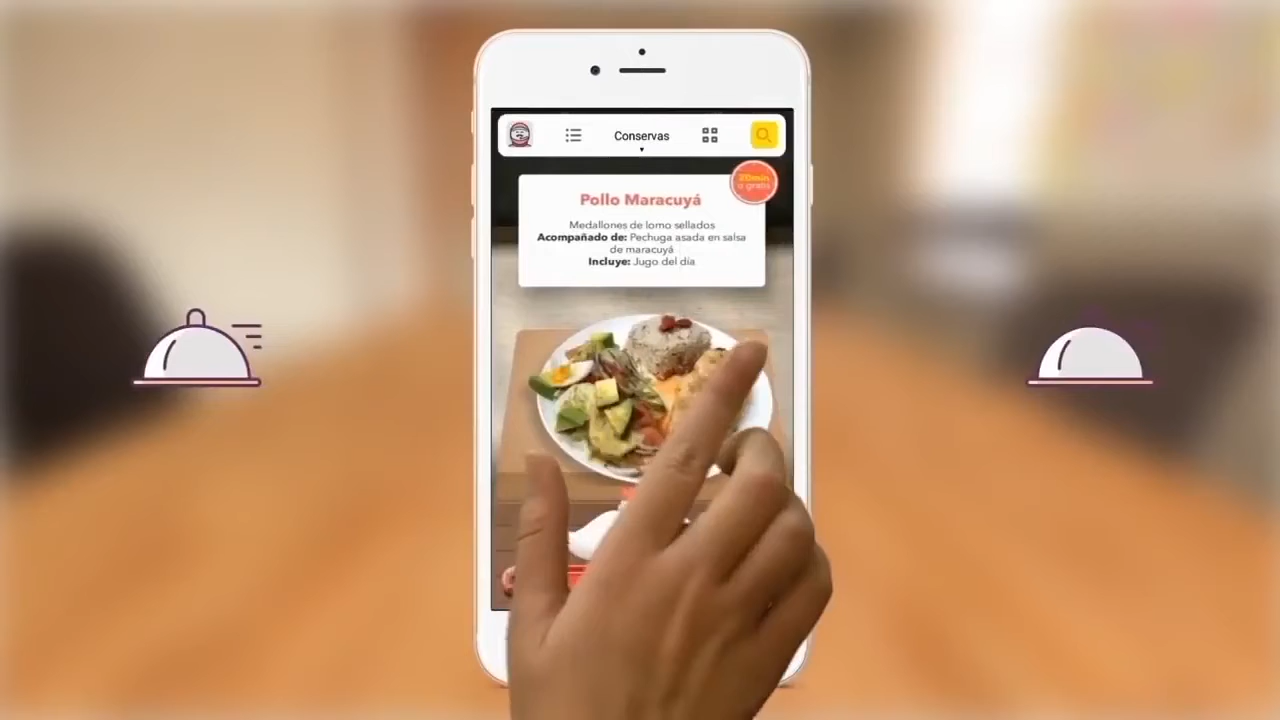 Conservas
20min
o gratis
Pollo Maracuyá
Medallones de lomo sellados
Acompañado de: Pechuga asada en salsa
de maracuyá
Incluye: Jugo del día